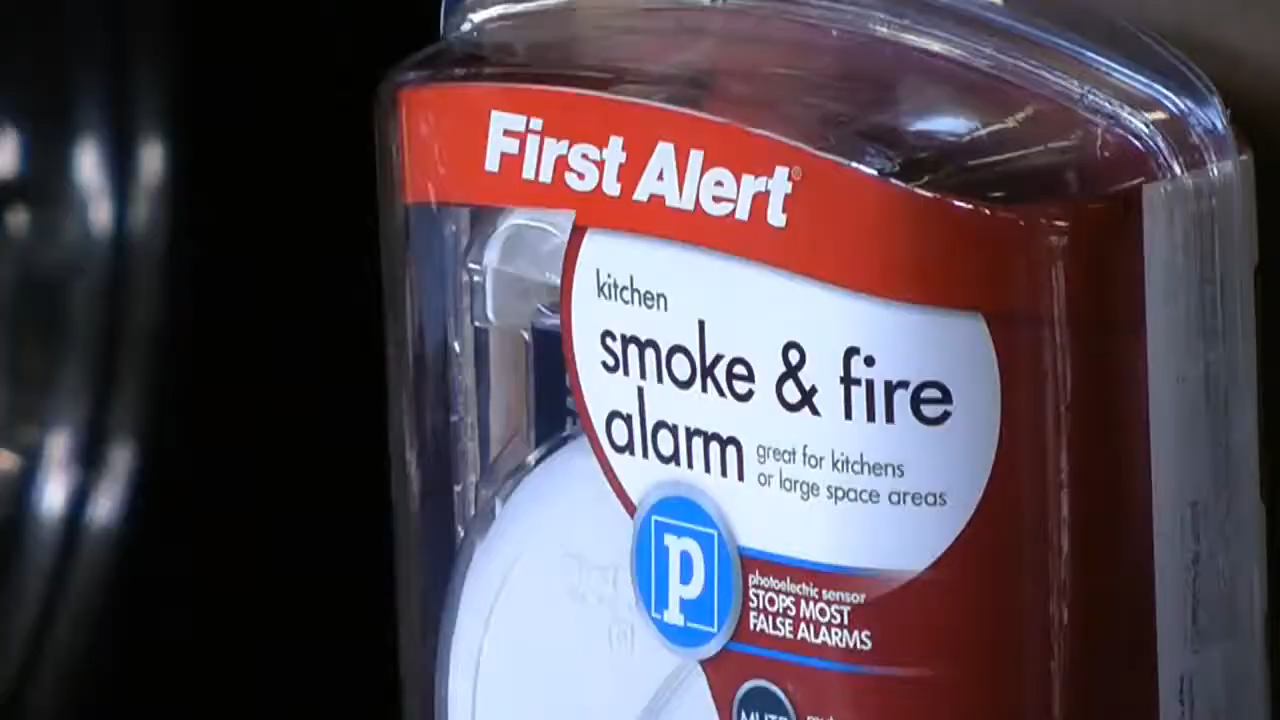 First Alert®
kitchen
smoke & fire
alarm
great for kitchens
or large space areas
p
photoelectric sensor
STOPS MOST
FALSE ALARMS
MUTE